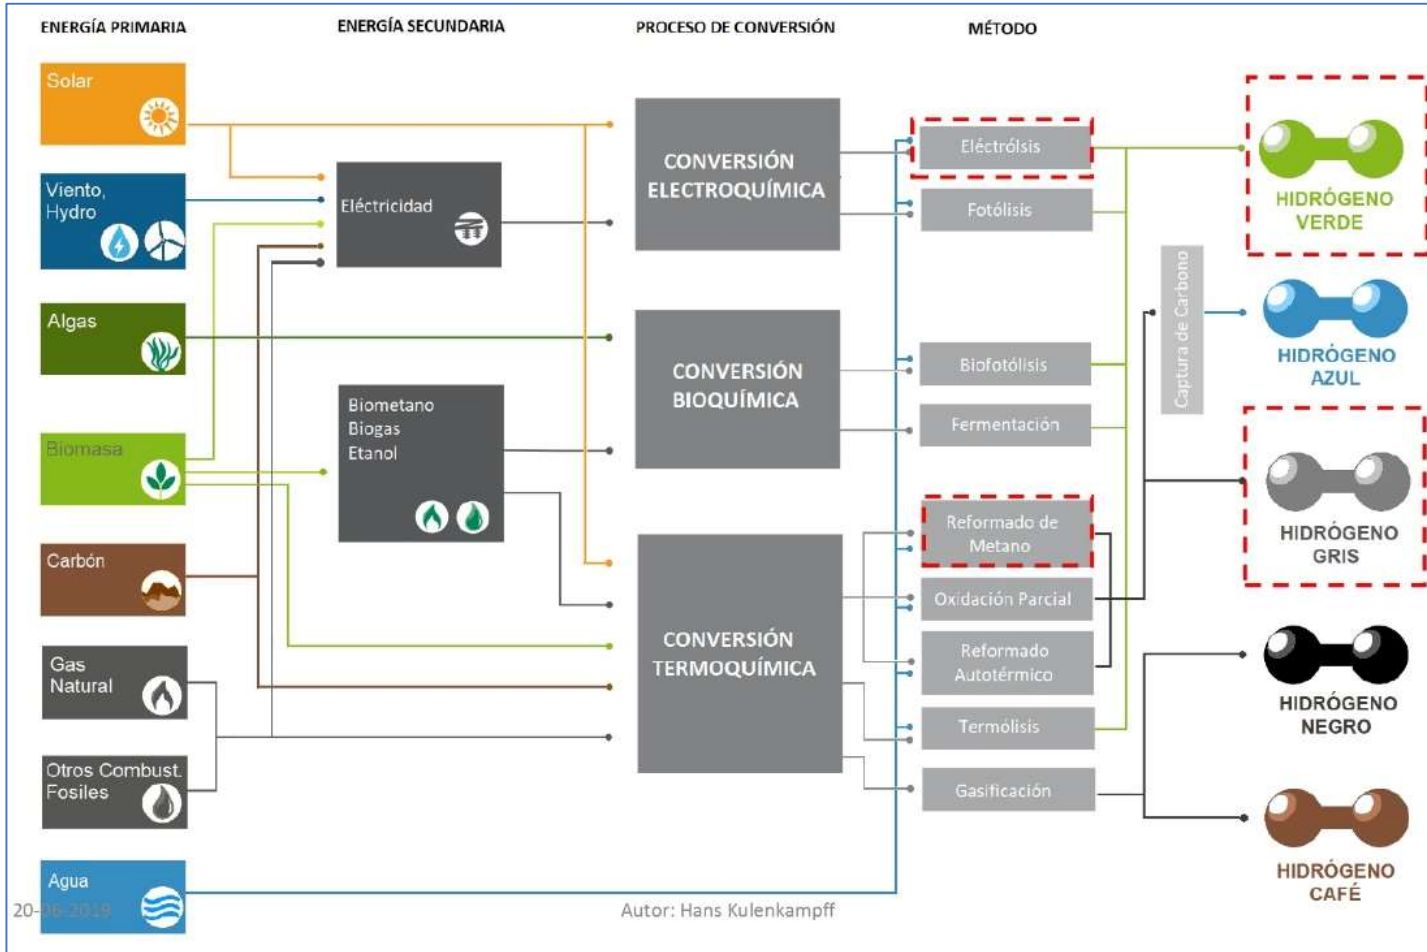 ENERGÍA PRIMARIA
ENERGÍA SECUNDARIA
PROCESO DE CONVERSIÓN
MÉTODO
Solar
Viento,
Hydro
Algas
Biomasa
Carbón
Gas
Natural
Otros Combust.
Fosiles
Agua
Eléctricidad
Biometano
Biogas
Etanol
CONVERSIÓN
ELECTROQUÍMICA
CONVERSIÓN
BIOQUÍMICA
CONVERSIÓN
TERMOQUÍMICA
Eléctrólsis
Fotólisis
Biofotólisis
Fermentación
Reformado de
Metano
Oxidación Parcial
Reformado
Autotérmico
Termólisis
Gasificación
Captura de Carbono
HIDRÓGENO
VERDE
HIDRÓGENO
AZUL
HIDRÓGENO
GRIS
HIDRÓGENO
NEGRO
HIDRÓGENO
CAFÉ
20-06-2019
Autor: Hans Kulenkampff